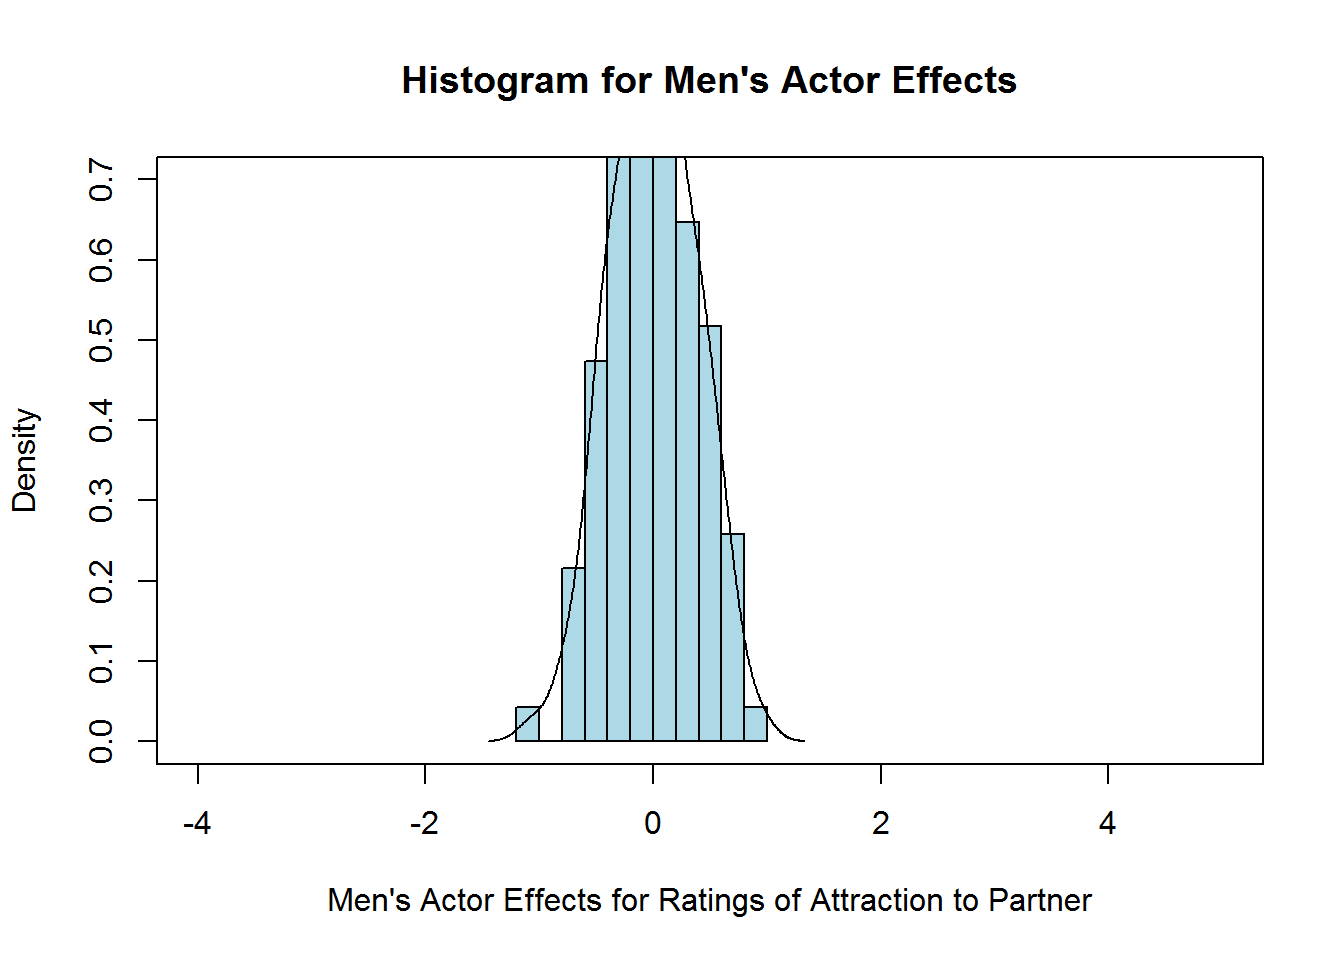 Histogram for Men's Actor Effects
0.7
0.6
0.5
0.4
0.3
0.2
0.1
0.0
Density
-4 -2 0 2 4
Men's Actor Effects for Ratings of Attraction to Partner